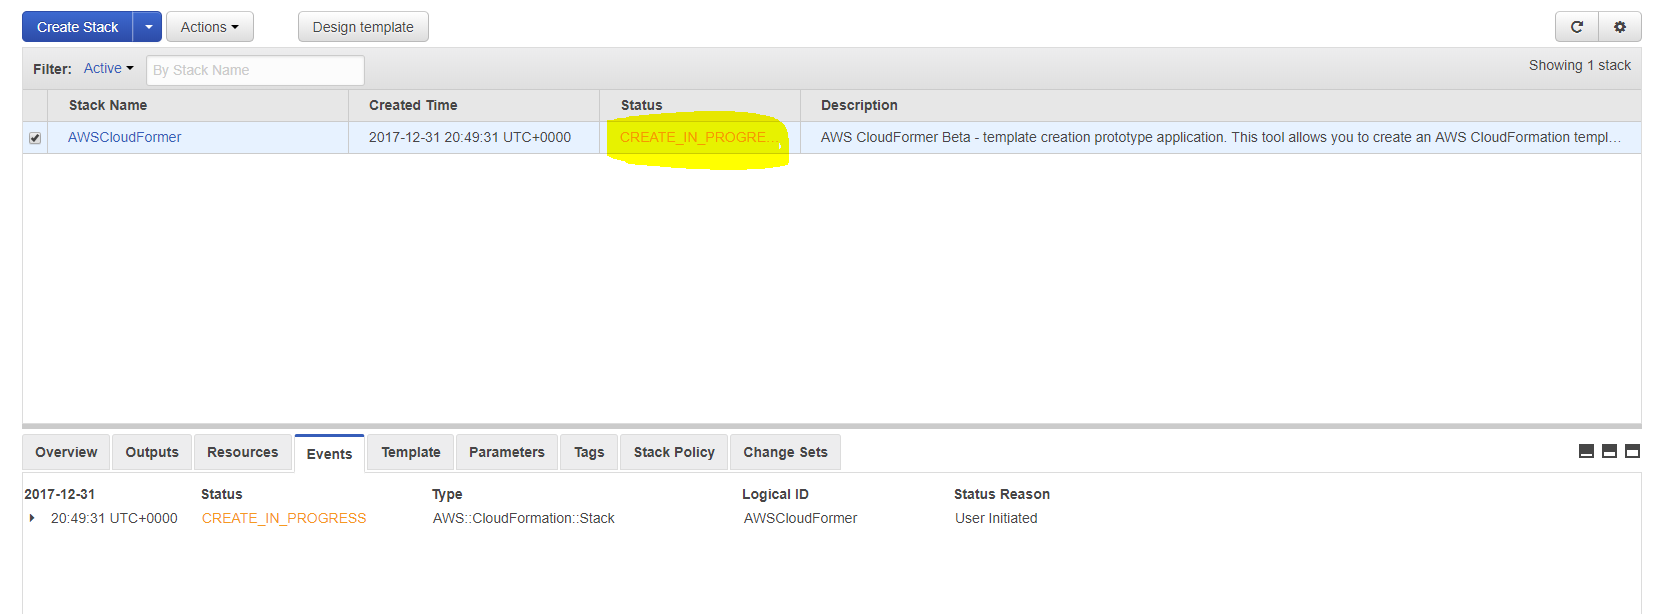 Create Stack Actions Design template
Filter: Active By Stack Name Showing 1 stack
Stack Name Created Time Status Description
AWSCloudFormer 2017-12-31 20:49:31 UTC+0000 CREATE_IN_PROGRE... AWS CloudFormer Beta - template creation prototype application. This tool allows you to create an AWS CloudFormation templ...
Overview Outputs Resources Events Template Parameters Tags Stack Policy Change Sets
2017-12-31 Status Type Logical ID Status Reason
20:49:31 UTC+0000 CREATE_IN_PROGRESS AWS::CloudFormation::Stack AWSCloudFormer User Initiated